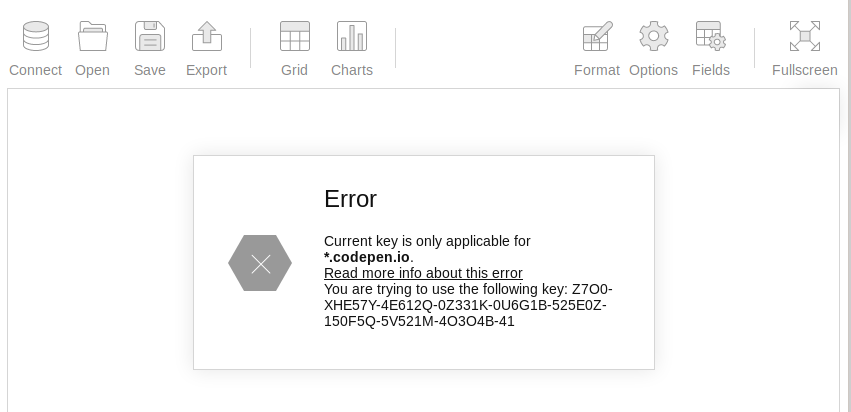 Connect Open Save Export Grid Charts Format Options Fields Fullscreen
Error
Current key is only applicable for
*.codepen.io.
Read more info about this error
You are trying to use the following key: Z7O0-
XHE57Y-4E612Q-0Z331K-0U6G1B-525E0Z-
150F5Q-5V521M-4O3O4B-41